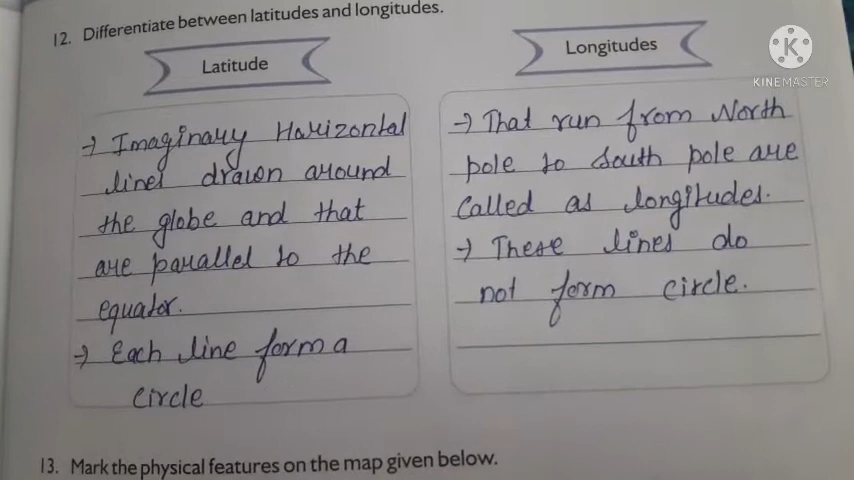 12. Differentiate between latitudes and longitudes.
Latitude
Longitudes
K
KINEMASTER
→ Imaginary Horizontal
lines drawn around
the globe and that
are parallel to the
equator.
→ Each line form a
circle
→ That run from North
pole to South pole are
called as longitudes.
→ These lines do
not form circle.
13. Mark the physical features on the map given below.